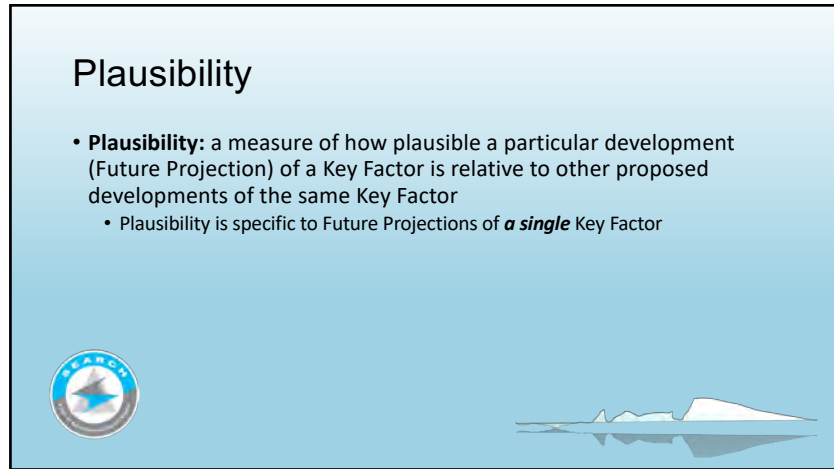 Plausibility
• Plausibility: a measure of how plausible a particular development
(Future Projection) of a Key Factor is relative to other proposed
developments of the same Key Factor
• Plausibility is specific to Future Projections of a single Key Factor
SEARCH